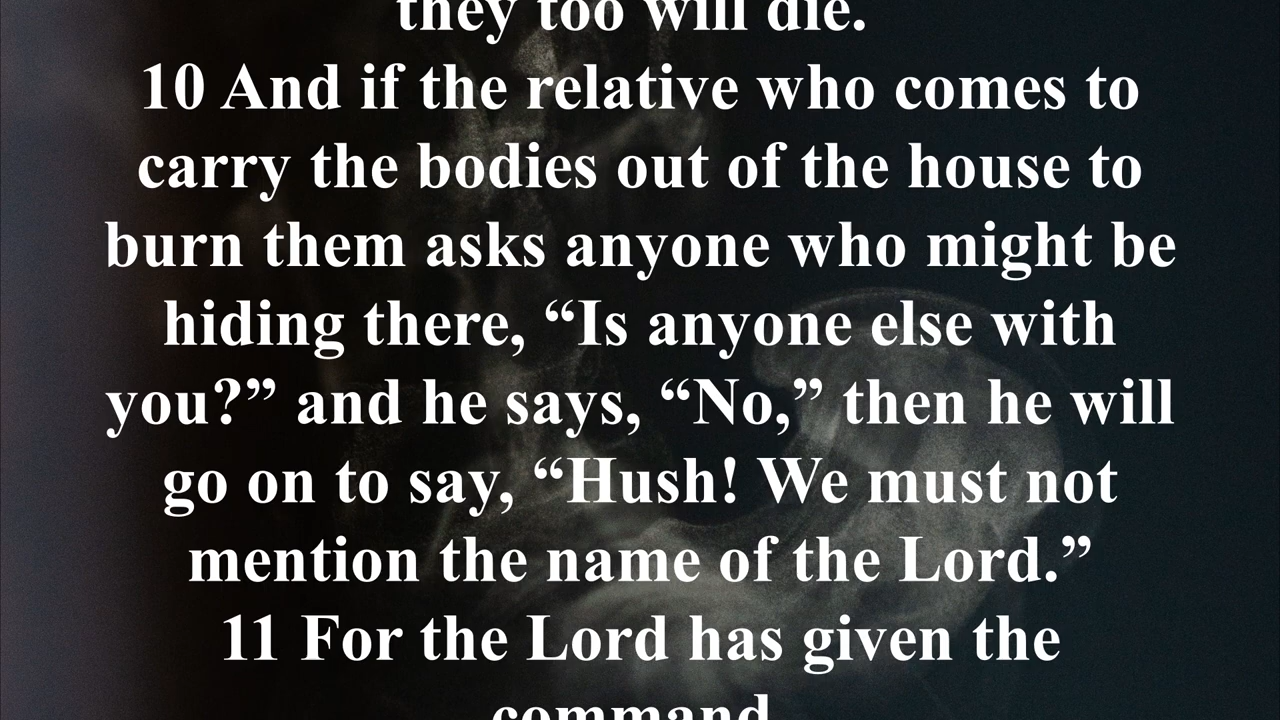 they too will die.
10 And if the relative who comes to
carry the bodies out of the house to
burn them asks anyone who might be
hiding there, “Is anyone else with
you?” and he says, “No,” then he will
go on to say, “Hush! We must not
mention the name of the Lord.”
11 For the Lord has given the
command